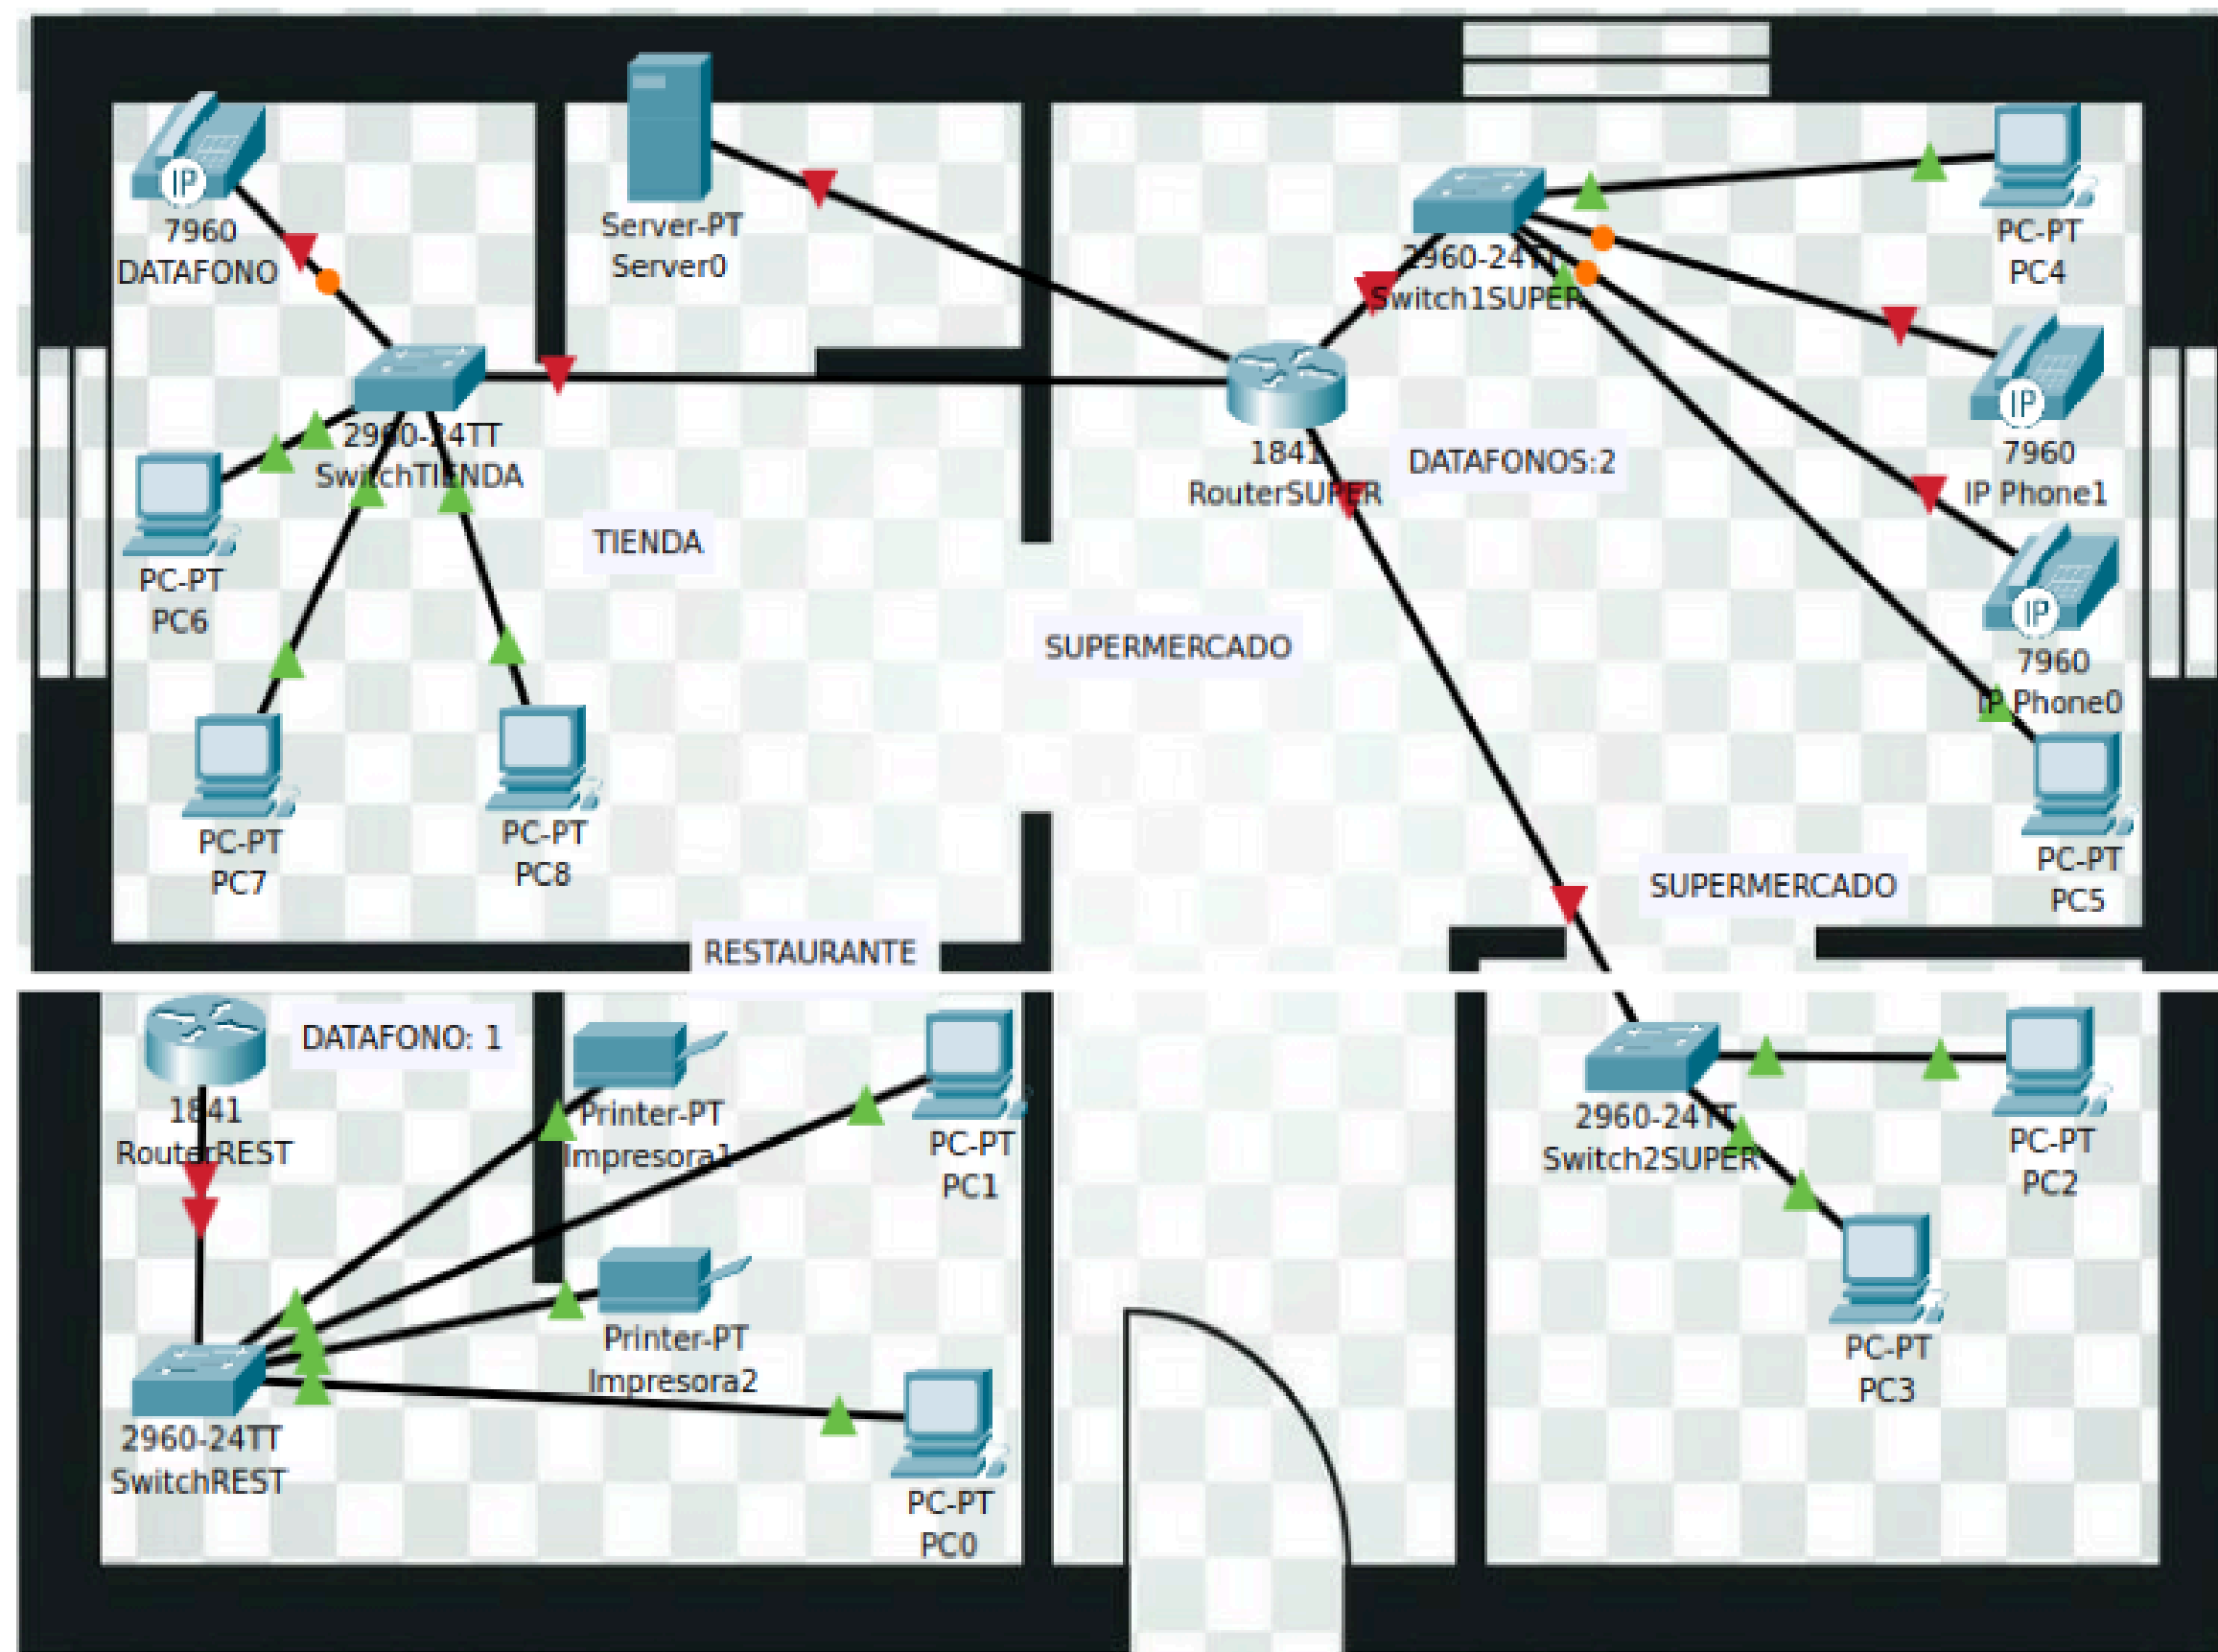 IP
7960
DATAFONO
Server-PT
Server0
2960-24TT
Switch1SUPER
PC-PT
PC4
IP
7960
IP Phone1
2960-24TT
SwitchTIENDA
1841
RouterSUPER
DATAFONOS:2
PC-PT
PC6
TIENDA
SUPERMERCADO
IP
7960
IP Phone0
PC-PT
PC7
PC-PT
PC8
SUPERMERCADO
PC-PT
PC5
RESTAURANTE
DATAFONO: 1
1841
RouterREST
Printer-PT
Impresora1
PC-PT
PC1
2960-24TT
Switch2SUPER
PC-PT
PC2
Printer-PT
Impresora2
PC-PT
PC3
2960-24TT
SwitchREST
PC-PT
PC0